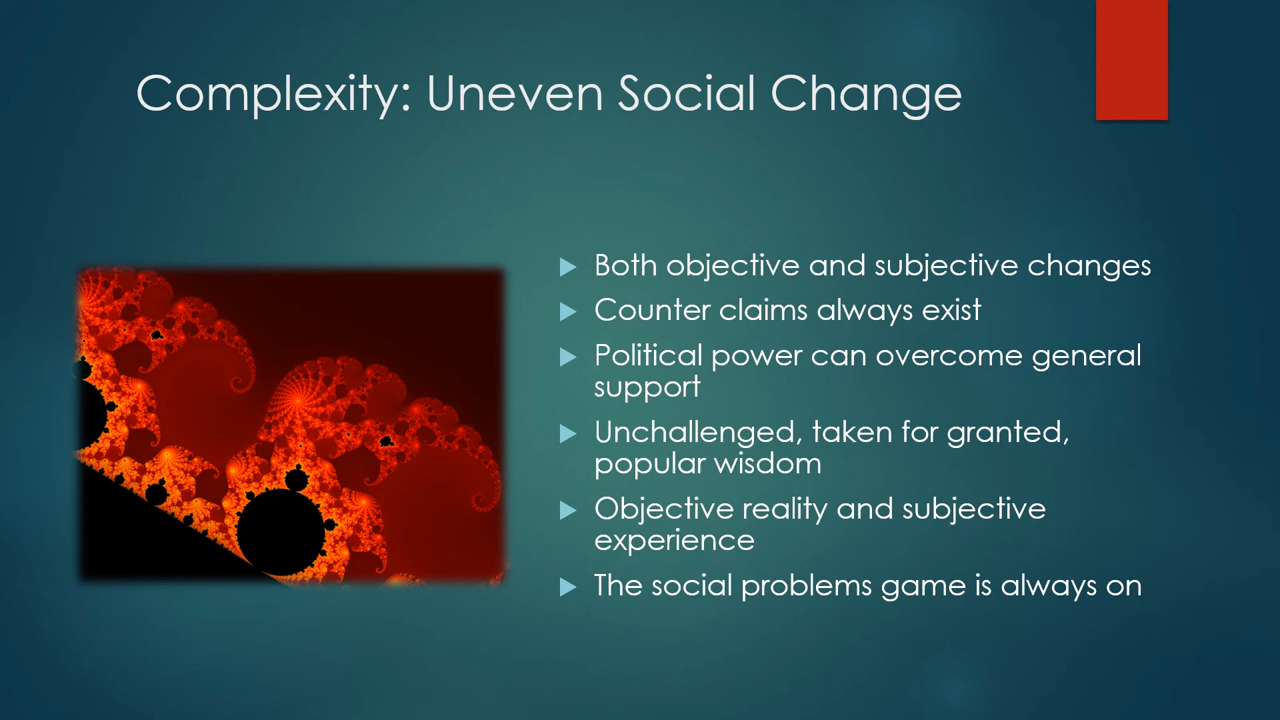 Complexity: Uneven Social Change
Both objective and subjective changes
Counter claims always exist
Political power can overcome general
support
Unchallenged, taken for granted,
popular wisdom
Objective reality and subjective
experience
The social problems game is always on